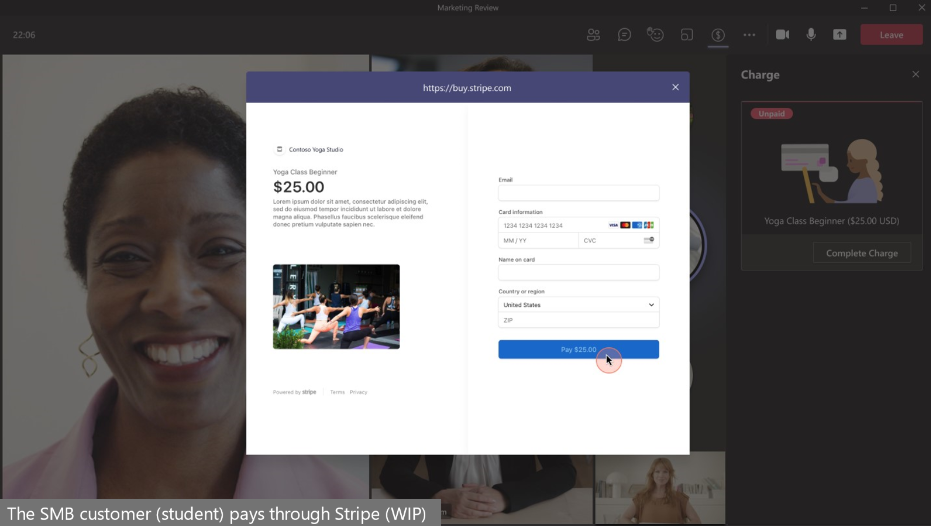 Marketing Review
22:06
Leave
https://buy.stripe.com
Contoso Yoga Studio
Yoga Class Beginner
$25.00
Lorem ipsum dolor sit amet, consectetur adipiscing elit,
sed do eiusmod tempor incididunt ut labore et dolore
magna aliqua. Phasellus faucibus scelerisque eleifend
donec pretium vulputate sapien nec.
Powered by stripe | Terms · Privacy
Email
Card information
1234 1234 1234 1234 VISA
MM / YY CVC
Name on card
Country or region
United States
ZIP
Pay $25.00
Charge
Unpaid
Yoga Class Beginner ($25.00 USD)
Complete Charge
The SMB customer (student) pays through Stripe (WIP)